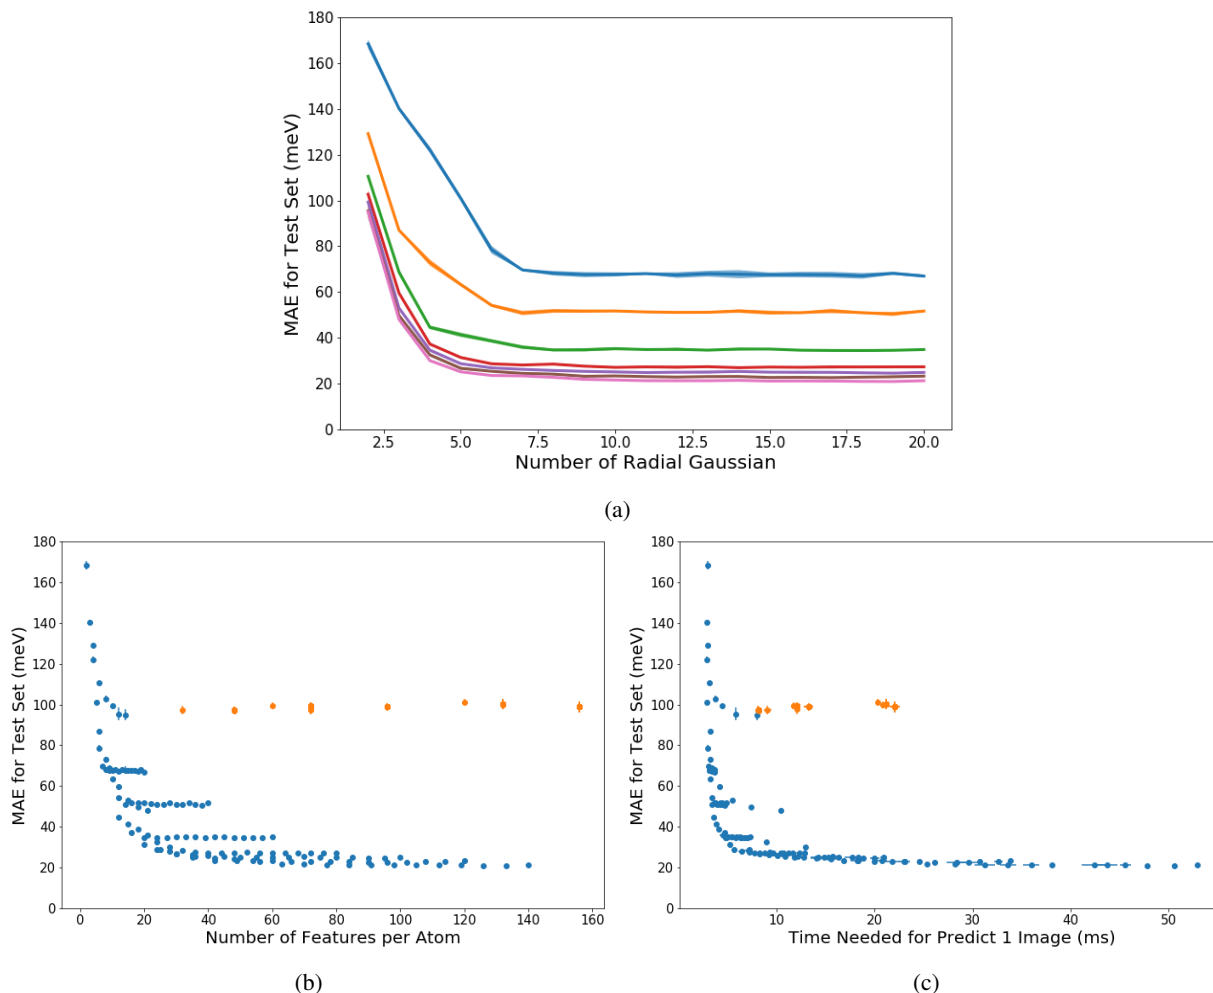 180
160
140
120
100
80
60
40
20
0
MAE for Test Set (meV)
2.5 5.0 7.5 10.0 12.5 15.0 17.5 20.0
Number of Radial Gaussian
(a)
180
160
140
120
100
80
60
40
20
0
MAE for Test Set (meV)
0 20 40 60 80 100 120 140 160
Number of Features per Atom
(b)
180
160
140
120
100
80
60
40
20
0
MAE for Test Set (meV)
10 20 30 40 50
Time Needed for Predict 1 Image (ms)
(c)